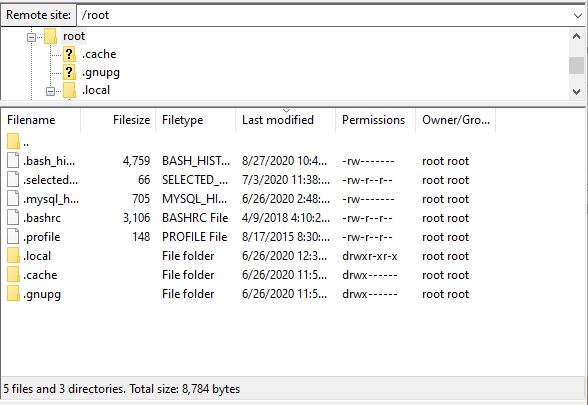 Remote site: /root
root
.cache
.gnupg
.local
Filename Filesize Filetype Last modified Permissions Owner/Gro...
..
.bash_hi... 4,759 BASH_HIST... 8/27/2020 10:4... -rw------- root root
.selected... 66 SELECTED_... 7/3/2020 11:38:... -rw-r--r-- root root
.mysql_h... 705 MYSQL_HI... 6/26/2020 2:48:... -rw------- root root
.bashrc 3,106 BASHRC File 4/9/2018 4:10:2... -rw-r--r-- root root
.profile 148 PROFILE File 8/17/2015 8:30:... -rw-r--r-- root root
.local File folder 6/26/2020 12:3... drwxr-xr-x root root
.cache File folder 6/26/2020 11:5... drwx------ root root
.gnupg File folder 6/26/2020 11:5... drwx------ root root
5 files and 3 directories. Total size: 8,784 bytes